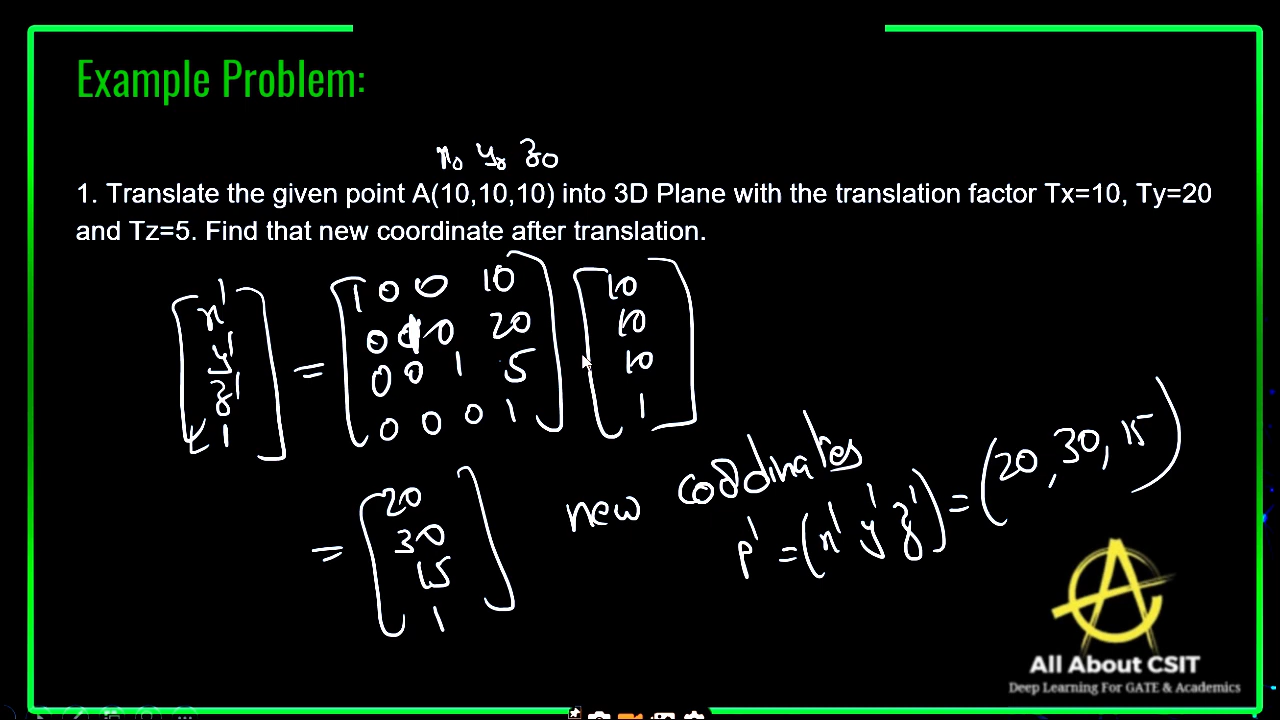 Example Problem:
x₀ y₀ z₀
1. Translate the given point A(10,10,10) into 3D Plane with the translation factor Tx=10, Ty=20
and Tz=5. Find that new coordinate after translation.
[x' y' z' 1] = [1 0 0 10 [10
0 1 0 20 10
0 0 1 5 10
0 0 0 1] 1]
= [20
30
15
1]
new coordinates
p' = (x' y' z') = (20, 30, 15)
All About CSIT
Deep Learning For GATE & Academics